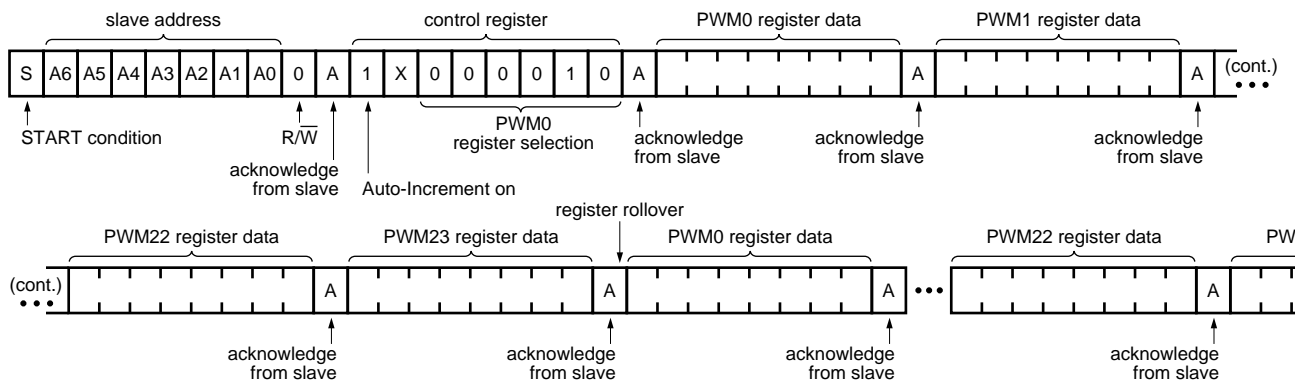 slave address control register PWM0 register data PWM1 register data
S A6 A5 A4 A3 A2 A1 A0 0 A 1 X 0 0 0 0 1 0 A A A (cont.)
START condition R/W̅ PWM0 register selection
acknowledge from slave
Auto-Increment on
acknowledge from slave
acknowledge from slave
acknowledge from slave
register rollover
PWM22 register data PWM23 register data PWM0 register data PWM22 register data PW
(cont.) A A A A
acknowledge from slave
acknowledge from slave
acknowledge from slave
acknowledge from slave